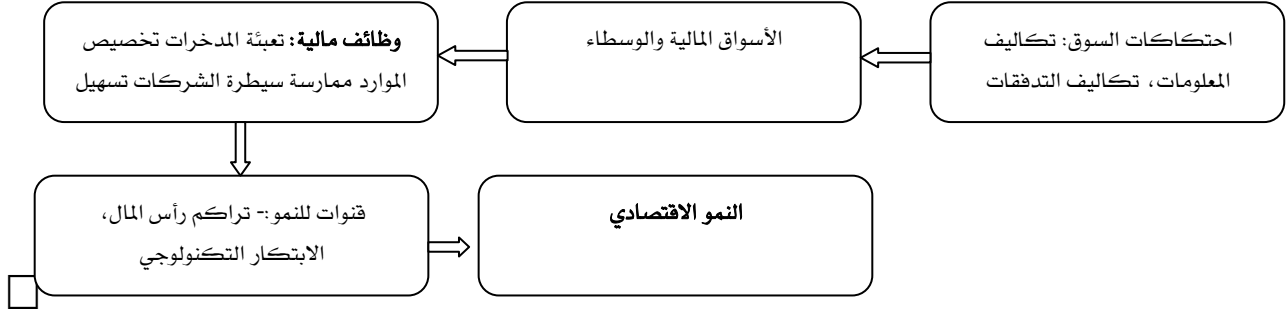 احتكاكات السوق: تكاليف
المعلومات، تكاليف التدفقات
الأسواق المالية والوسطاء
وظائف مالية: تعبئة المدخرات تخصيص
الموارد ممارسة سيطرة الشركات تسهيل
قنوات للنمو:- تراكم رأس المال،
الابتكار التكنولوجي
النمو الاقتصادي